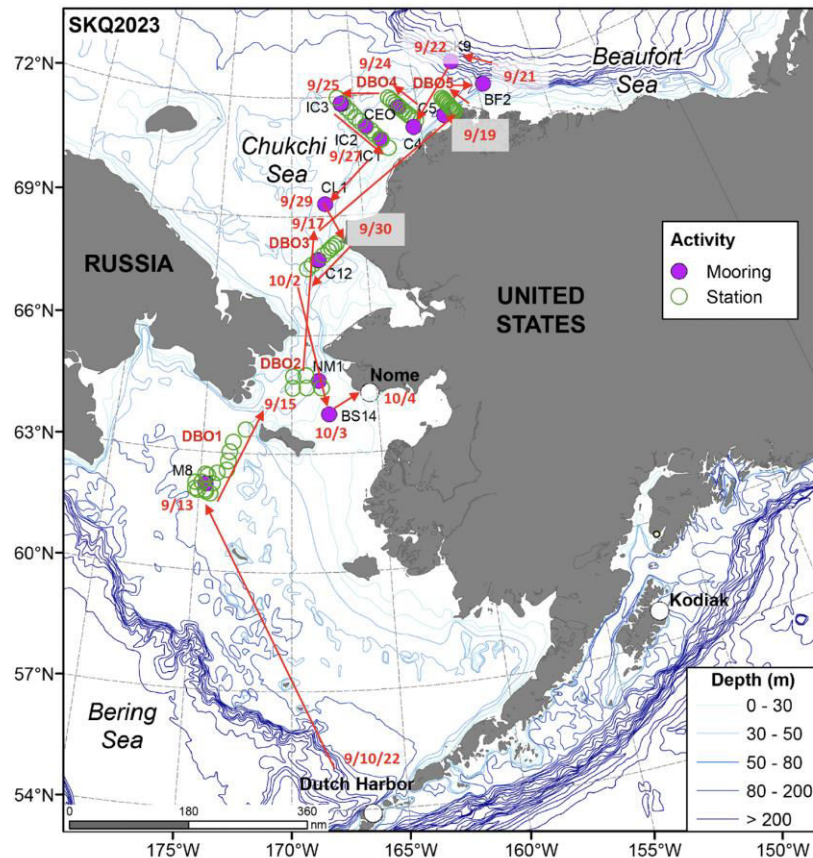 SKQ2023
72°N
69°N
66°N
63°N
60°N
57°N
54°N
175°W
170°W
165°W
160°W
155°W
150°W
9/22
K9
Beaufort
Sea
9/24
9/21
9/25
DBO4
DBO5
BF2
IC3
CEO
C5
Chukchi
Sea
IC2
C4
9/19
9/27
IC1
CL1
9/29
9/17
9/30
DBO3
RUSSIA
C12
10/2
UNITED
STATES
Activity
Mooring
Station
DBO2
NM1
Nome
9/15
10/4
BS14
10/3
DBO1
M8
9/13
Kodiak
Bering
Sea
9/10/22
Dutch Harbor
0 180 360
nm
Depth (m)
0 - 30
30 - 50
50 - 80
80 - 200
> 200